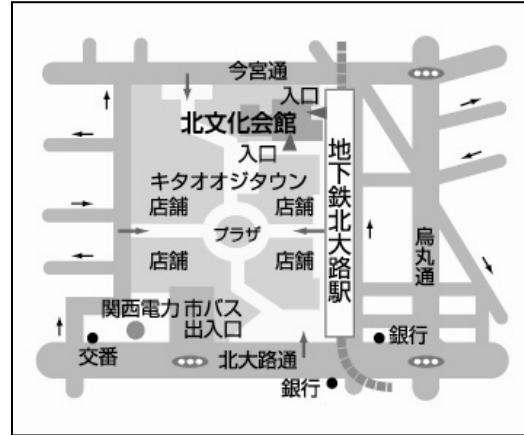 今宮通
入口
北文化会館
入口
キタオオジタウン
店舗
店舗
プラザ
地下鉄北大路駅
烏丸通
店舗
店舗
関西電力
市バス
出入口
交番
北大路通
銀行
銀行